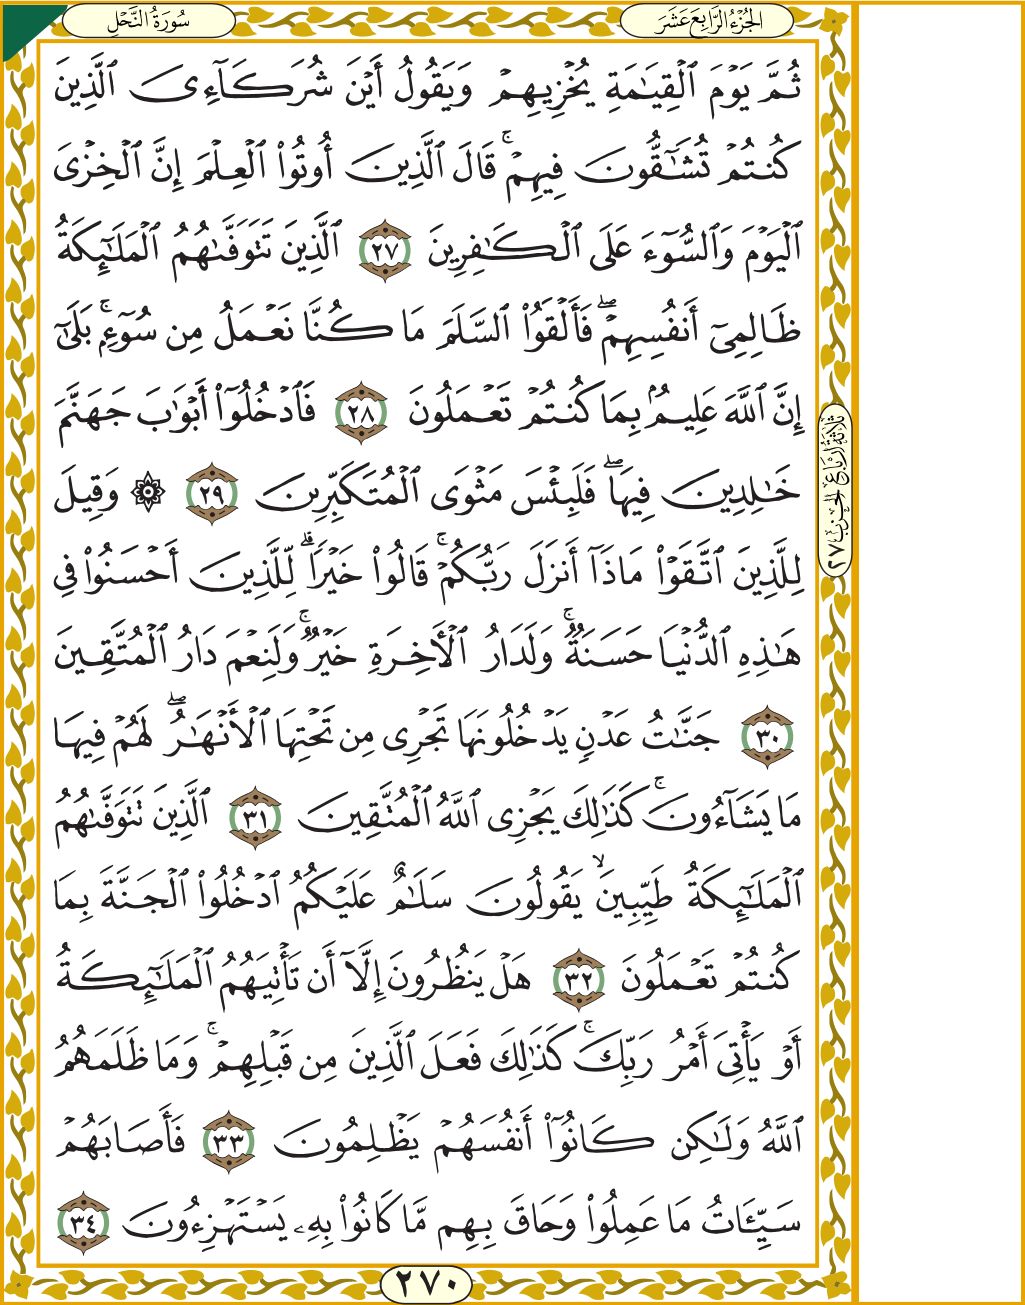 سُورَةُ النَّحْلِ
الجُزْءُ الرَّابِعَ عَشَرَ
ثُمَّ يَوْمَ ٱلْقِيَٰمَةِ يُخْزِيهِمْ وَيَقُولُ أَيْنَ شُرَكَآءِىَ ٱلَّذِينَ
كُنتُمْ تُشَٰٓقُّونَ فِيهِمْ ۚ قَالَ ٱلَّذِينَ أُوتُوا۟ ٱلْعِلْمَ إِنَّ ٱلْخِزْىَ
ٱلْيَوْمَ وَٱلسُّوٓءَ عَلَى ٱلْكَٰفِرِينَ ٢٧ ٱلَّذِينَ تَتَوَفَّىٰهُمُ ٱلْمَلَٰٓئِكَةُ
ظَالِمِىٓ أَنفُسِهِمْ ۖ فَأَلْقَوُا۟ ٱلسَّلَمَ مَا كُنَّا نَعْمَلُ مِن سُوٓءٍۭ ۚ بَلَىٰٓ
إِنَّ ٱللَّهَ عَلِيمٌۢ بِمَا كُنتُمْ تَعْمَلُونَ ٢٨ فَٱدْخُلُوٓا۟ أَبْوَٰبَ جَهَنَّمَ
خَٰلِدِينَ فِيهَا ۖ فَلَبِئْسَ مَثْوَى ٱلْمُتَكَبِّرِينَ ٢٩ ۞ وَقِيلَ
لِلَّذِينَ ٱتَّقَوْا۟ مَاذَآ أَنزَلَ رَبُّكُمْ ۚ قَالُوا۟ خَيْرًا ۗ لِّلَّذِينَ أَحْسَنُوا۟ فِى
هَٰذِهِ ٱلدُّنْيَا حَسَنَةٌ ۚ وَلَدَارُ ٱلْأَخِرَةِ خَيْرٌ ۚ وَلَنِعْمَ دَارُ ٱلْمُتَّقِينَ
٣٠ جَنَّٰتُ عَدْنٍ يَدْخُلُونَهَا تَجْرِى مِن تَحْتِهَا ٱلْأَنْهَٰرُ ۖ لَهُمْ فِيهَا
مَا يَشَآءُونَ ۚ كَذَٰلِكَ يَجْزِى ٱللَّهُ ٱلْمُتَّقِينَ ٣١ ٱلَّذِينَ تَتَوَفَّىٰهُمُ
ٱلْمَلَٰٓئِكَةُ طَيِّبِينَ ۙ يَقُولُونَ سَلَٰمٌ عَلَيْكُمُ ٱدْخُلُوا۟ ٱلْجَنَّةَ بِمَا
كُنتُمْ تَعْمَلُونَ ٣٢ هَلْ يَنظُرُونَ إِلَّآ أَن تَأْتِيَهُمُ ٱلْمَلَٰٓئِكَةُ
أَوْ يَأْتِىَ أَمْرُ رَبِّكَ ۚ كَذَٰلِكَ فَعَلَ ٱلَّذِينَ مِن قَبْلِهِمْ ۚ وَمَا ظَلَمَهُمُ
ٱللَّهُ وَلَٰكِن كَانُوٓا۟ أَنفُسَهُمْ يَظْلِمُونَ ٣٣ فَأَصَابَهُمْ
سَيِّـَٔاتُ مَا عَمِلُوا۟ وَحَاقَ بِهِم مَّا كَانُوا۟ بِهِۦ يَسْتَهْزِءُونَ ٣٤
ثَلَاثَةُ أَرْبَاعِ الْحِزْبِ ٢٧
٢٧٠